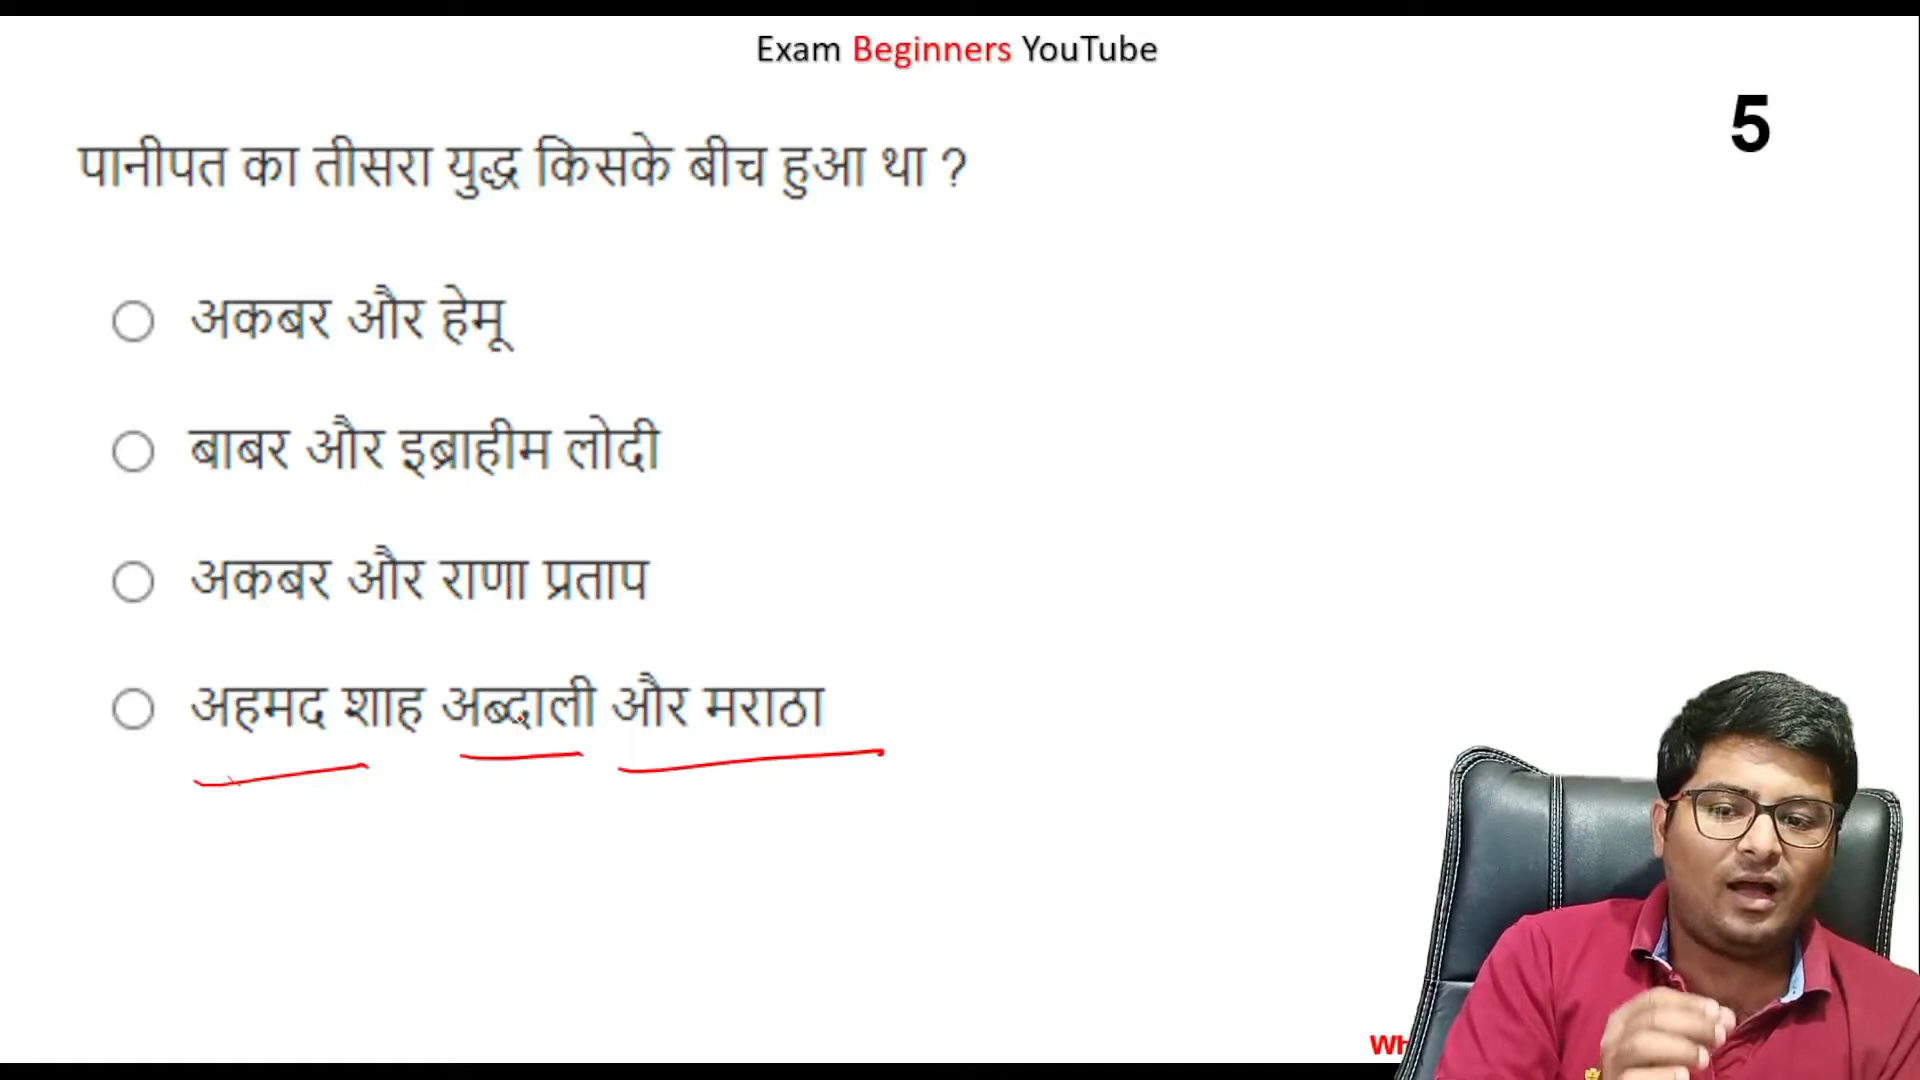 Exam Beginners YouTube
5
पानीपत का तीसरा युद्ध किसके बीच हुआ था ?
अकबर और हेमू
बाबर और इब्राहीम लोदी
अकबर और राणा प्रताप
अहमद शाह अब्दाली और मराठा